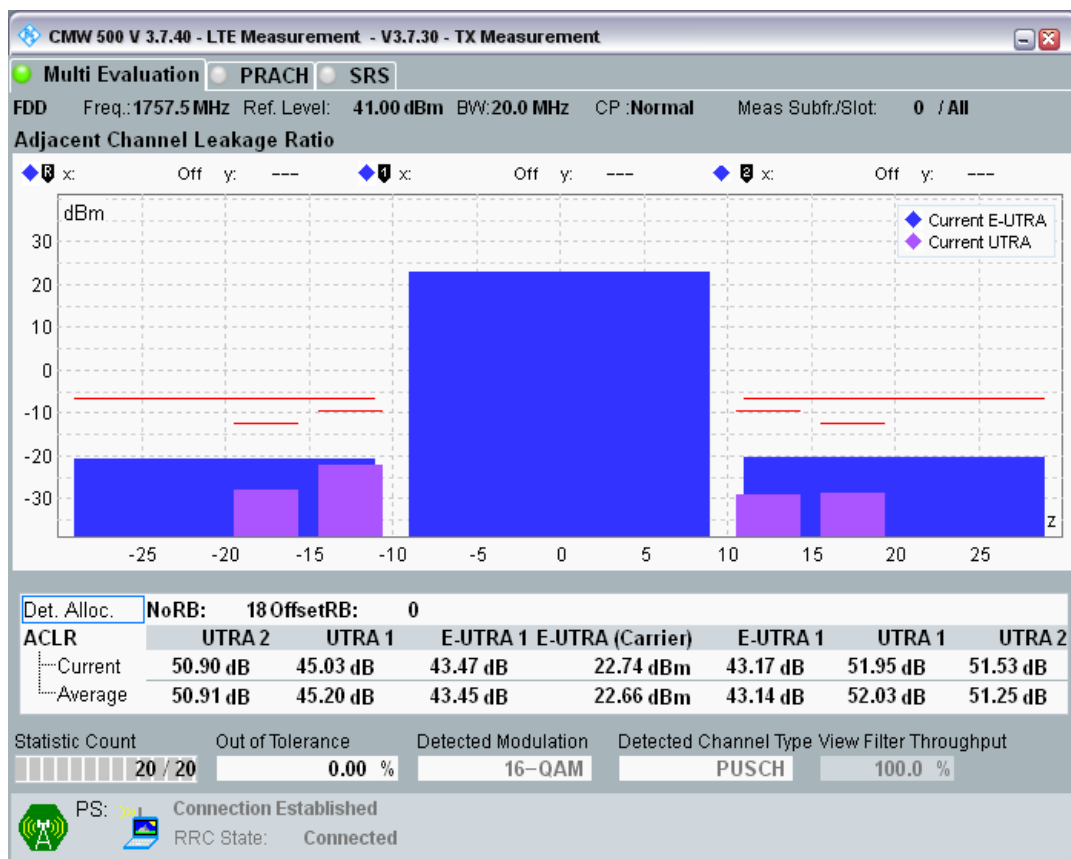 CMW 500 V 3.7.40 - LTE Measurement - V3.7.30 - TX Measurement
Multi Evaluation PRACH SRS
FDD Freq.: 1757.5 MHz Ref. Level: 41.00 dBm BW: 20.0 MHz CP : Normal Meas Subfr./Slot: 0 / All
Adjacent Channel Leakage Ratio
R x: Off y: --- 1 x: Off y: --- 2 x: Off y: ---
dBm
Current E-UTRA
Current UTRA
30
20
10
0
-10
-20
-30
z
-25 -20 -15 -10 -5 0 5 10 15 20 25
Det. Alloc. NoRB: 18 OffsetRB: 0
ACLR UTRA 2 UTRA 1 E-UTRA 1 E-UTRA (Carrier) E-UTRA 1 UTRA 1 UTRA 2
Current 50.90 dB 45.03 dB 43.47 dB 22.74 dBm 43.17 dB 51.95 dB 51.53 dB
Average 50.91 dB 45.20 dB 43.45 dB 22.66 dBm 43.14 dB 52.03 dB 51.25 dB
Statistic Count Out of Tolerance Detected Modulation Detected Channel Type View Filter Throughput
20 / 20 0.00 % 16-QAM PUSCH 100.0 %
PS: Connection Established
RRC State: Connected